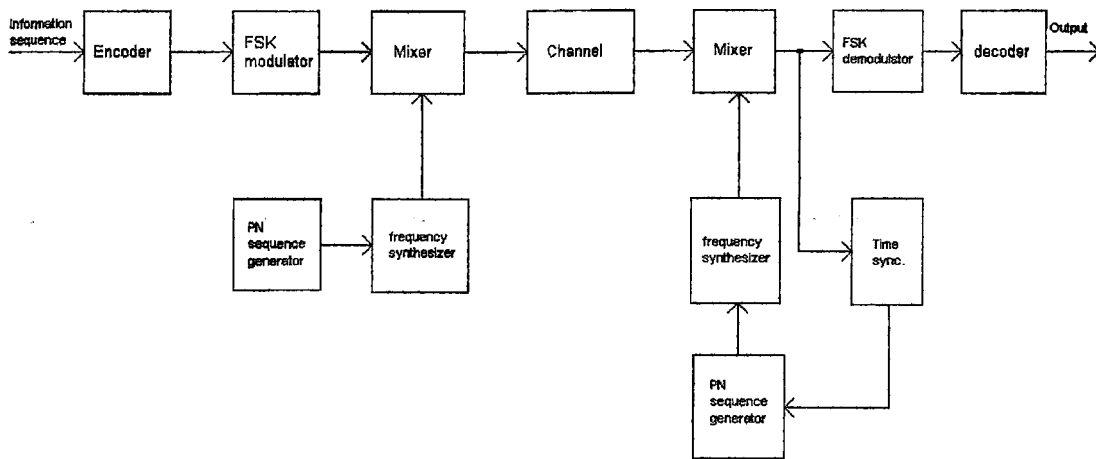 Information
sequence
Encoder
FSK
modulator
Mixer
Channel
Mixer
FSK
demodulator
decoder
Output
PN
sequence
generator
frequency
synthesizer
frequency
synthesizer
Time
sync.
PN
sequence
generator